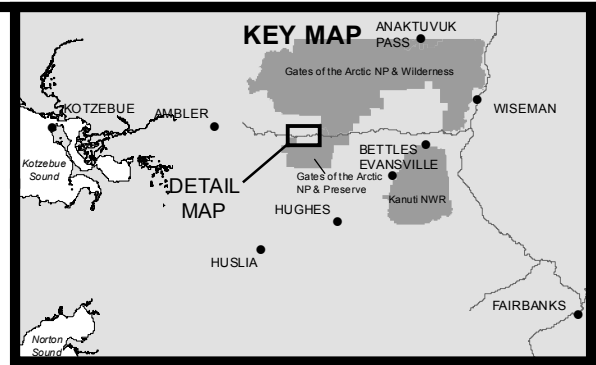 KEY MAP
ANAKTUVUK
PASS
Gates of the Arctic NP & Wilderness
KOTZEBUE
AMBLER
WISEMAN
Kotzebue
Sound
BETTLES
EVANSVILLE
DETAIL
MAP
Gates of the Arctic
NP & Preserve
Kanuti NWR
HUGHES
HUSLIA
FAIRBANKS
Norton
Sound